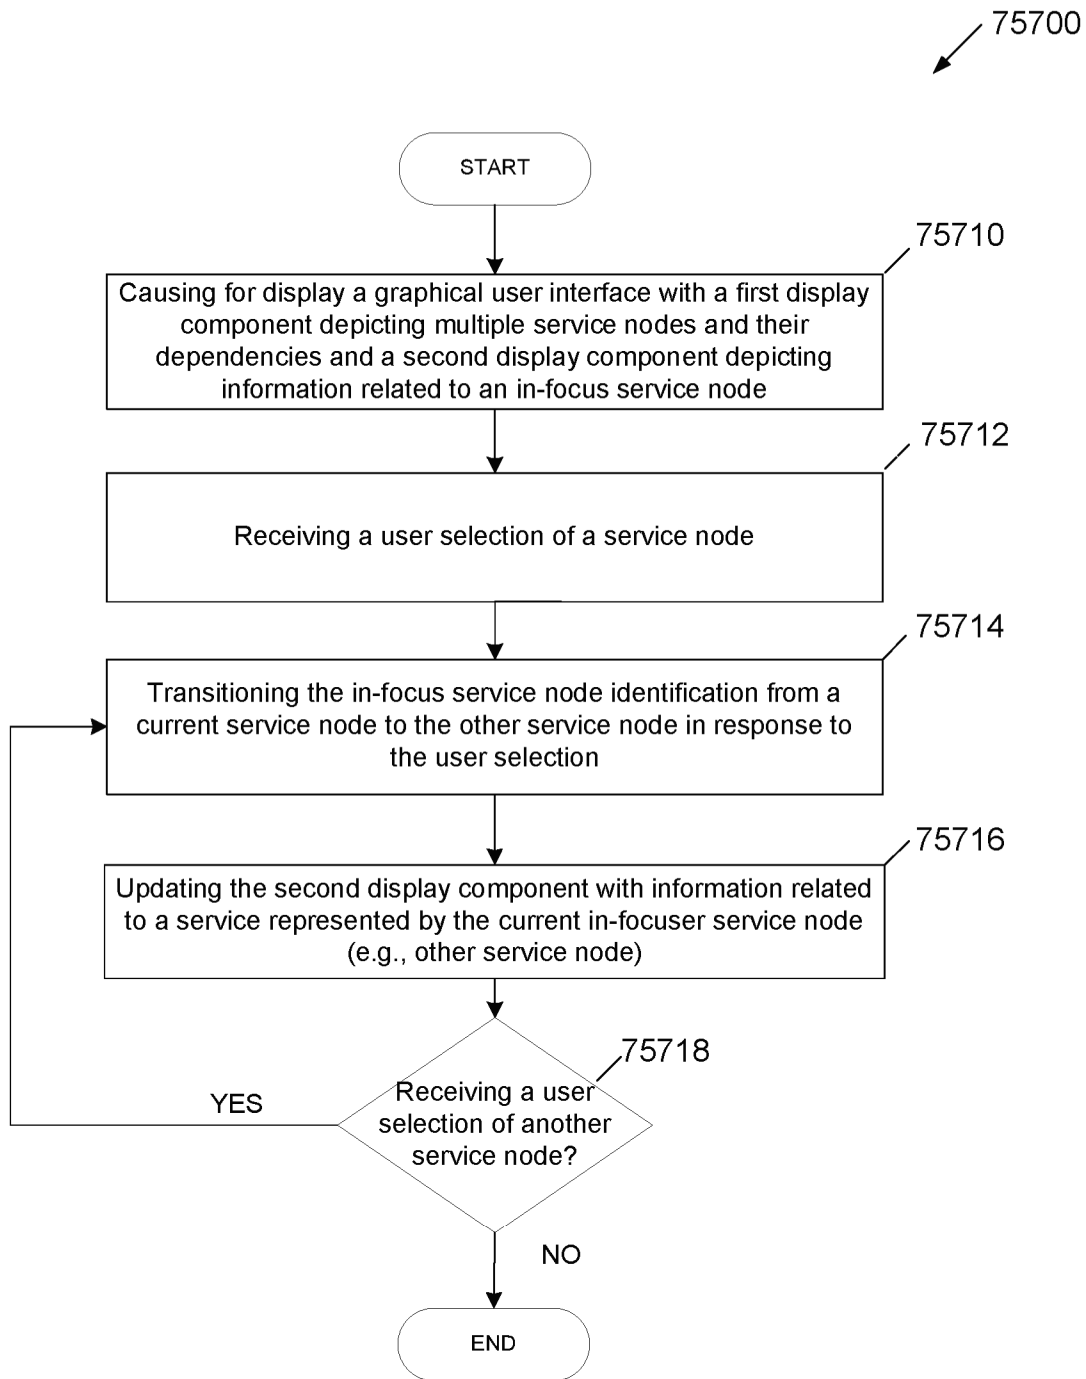 75700
START
75710
Causing for display a graphical user interface with a first display
component depicting multiple service nodes and their
dependencies and a second display component depicting
information related to an in-focus service node
75712
Receiving a user selection of a service node
75714
Transitioning the in-focus service node identification from a
current service node to the other service node in response to
the user selection
75716
Updating the second display component with information related
to a service represented by the current in-focuser service node
(e.g., other service node)
75718
Receiving a user
selection of another
service node?
YES
NO
END